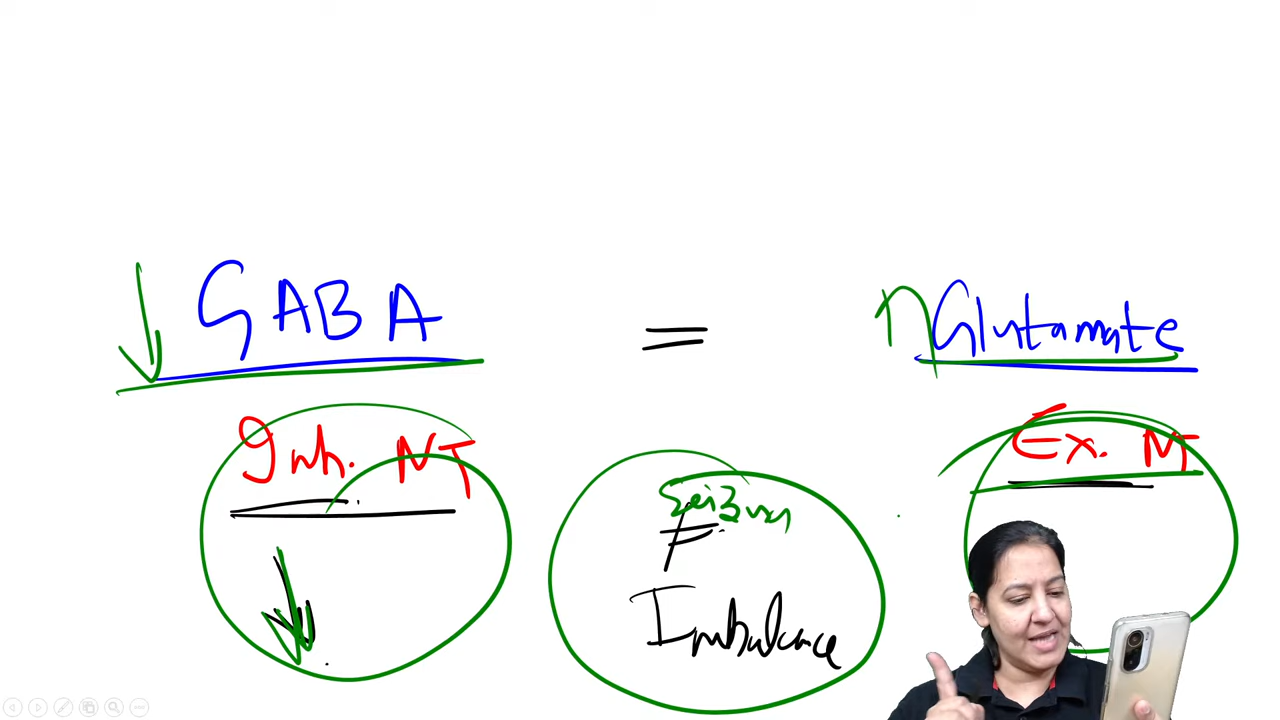 ↓ GABA = ↑ Glutamate
Inh. NT
Ex. NT
Seizure
Imbalance